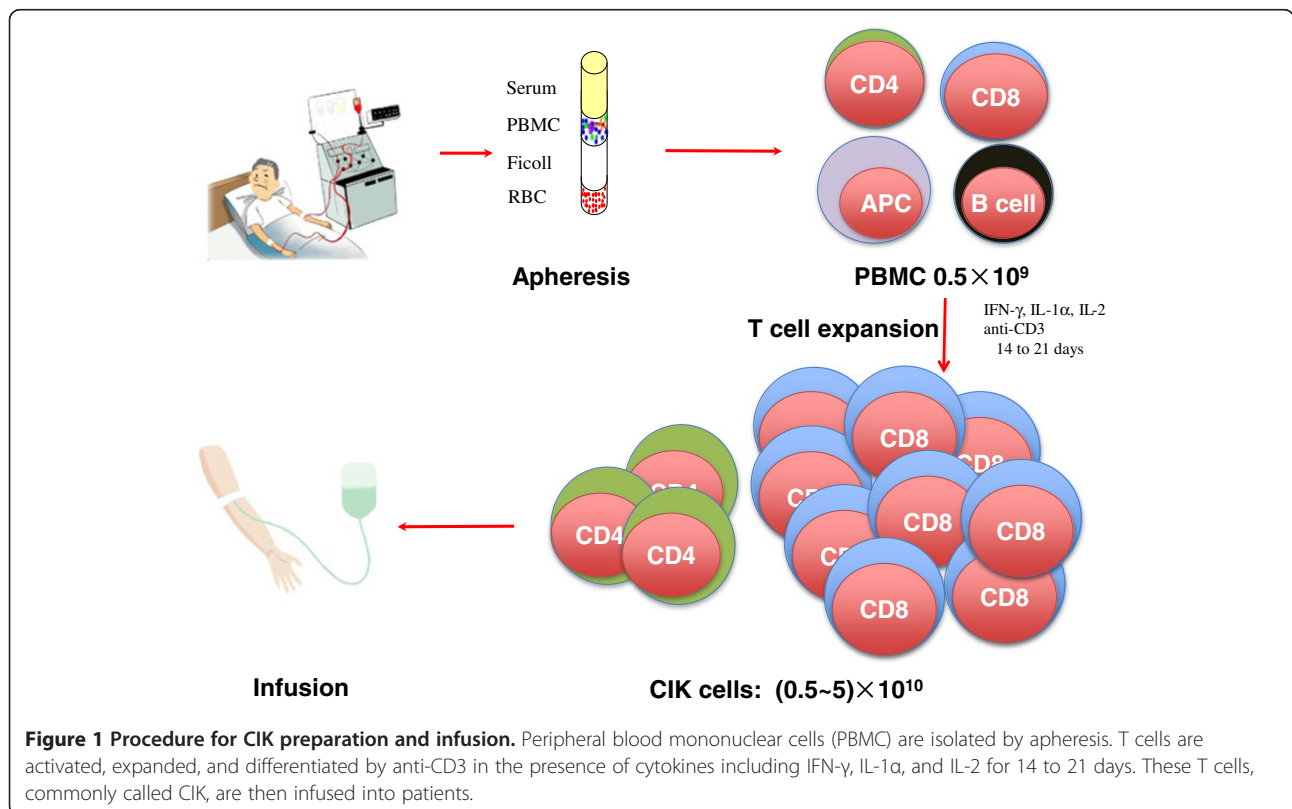 Serum
PBMC
Ficoll
RBC
Apheresis
CD4
CD8
APC
B cell
PBMC 0.5×10⁹
T cell expansion
IFN-γ, IL-1α, IL-2
anti-CD3
14 to 21 days
CD8
CD8
CD4
CD4
CD8
CD8
CD8
CD8
Infusion
CIK cells: (0.5~5)×10¹⁰
Figure 1 Procedure for CIK preparation and infusion. Peripheral blood mononuclear cells (PBMC) are isolated by apheresis. T cells are
activated, expanded, and differentiated by anti-CD3 in the presence of cytokines including IFN-γ, IL-1α, and IL-2 for 14 to 21 days. These T cells,
commonly called CIK, are then infused into patients.